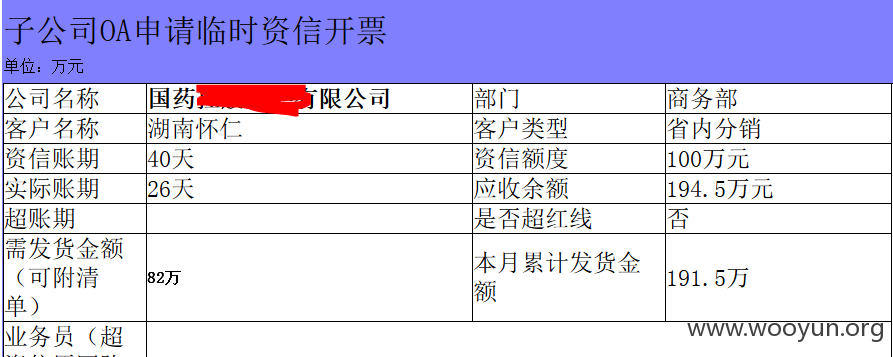 子公司OA申请临时资信开票
单位：万元
公司名称 国药 有限公司 部门 商务部
客户名称 湖南怀仁 客户类型 省内分销
资信账期 40天 资信额度 100万元
实际账期 26天 应收余额 194.5万元
超账期 是否超红线 否
需发货金额
（可附清
单） 82万 本月累计发货金
额 191.5万
业务员（超
www.wooyun.org